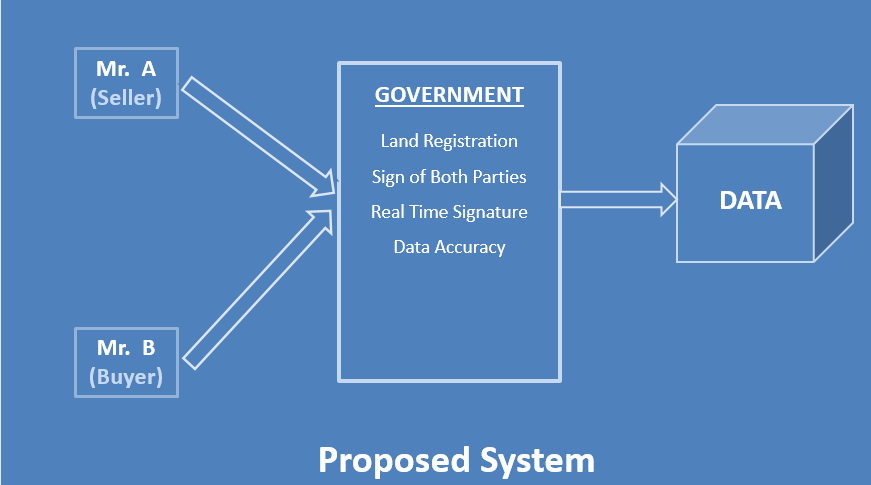 Mr. A
(Seller)
GOVERNMENT
Land Registration
Sign of Both Parties
Real Time Signature
Data Accuracy
DATA
Mr. B
(Buyer)
Proposed System